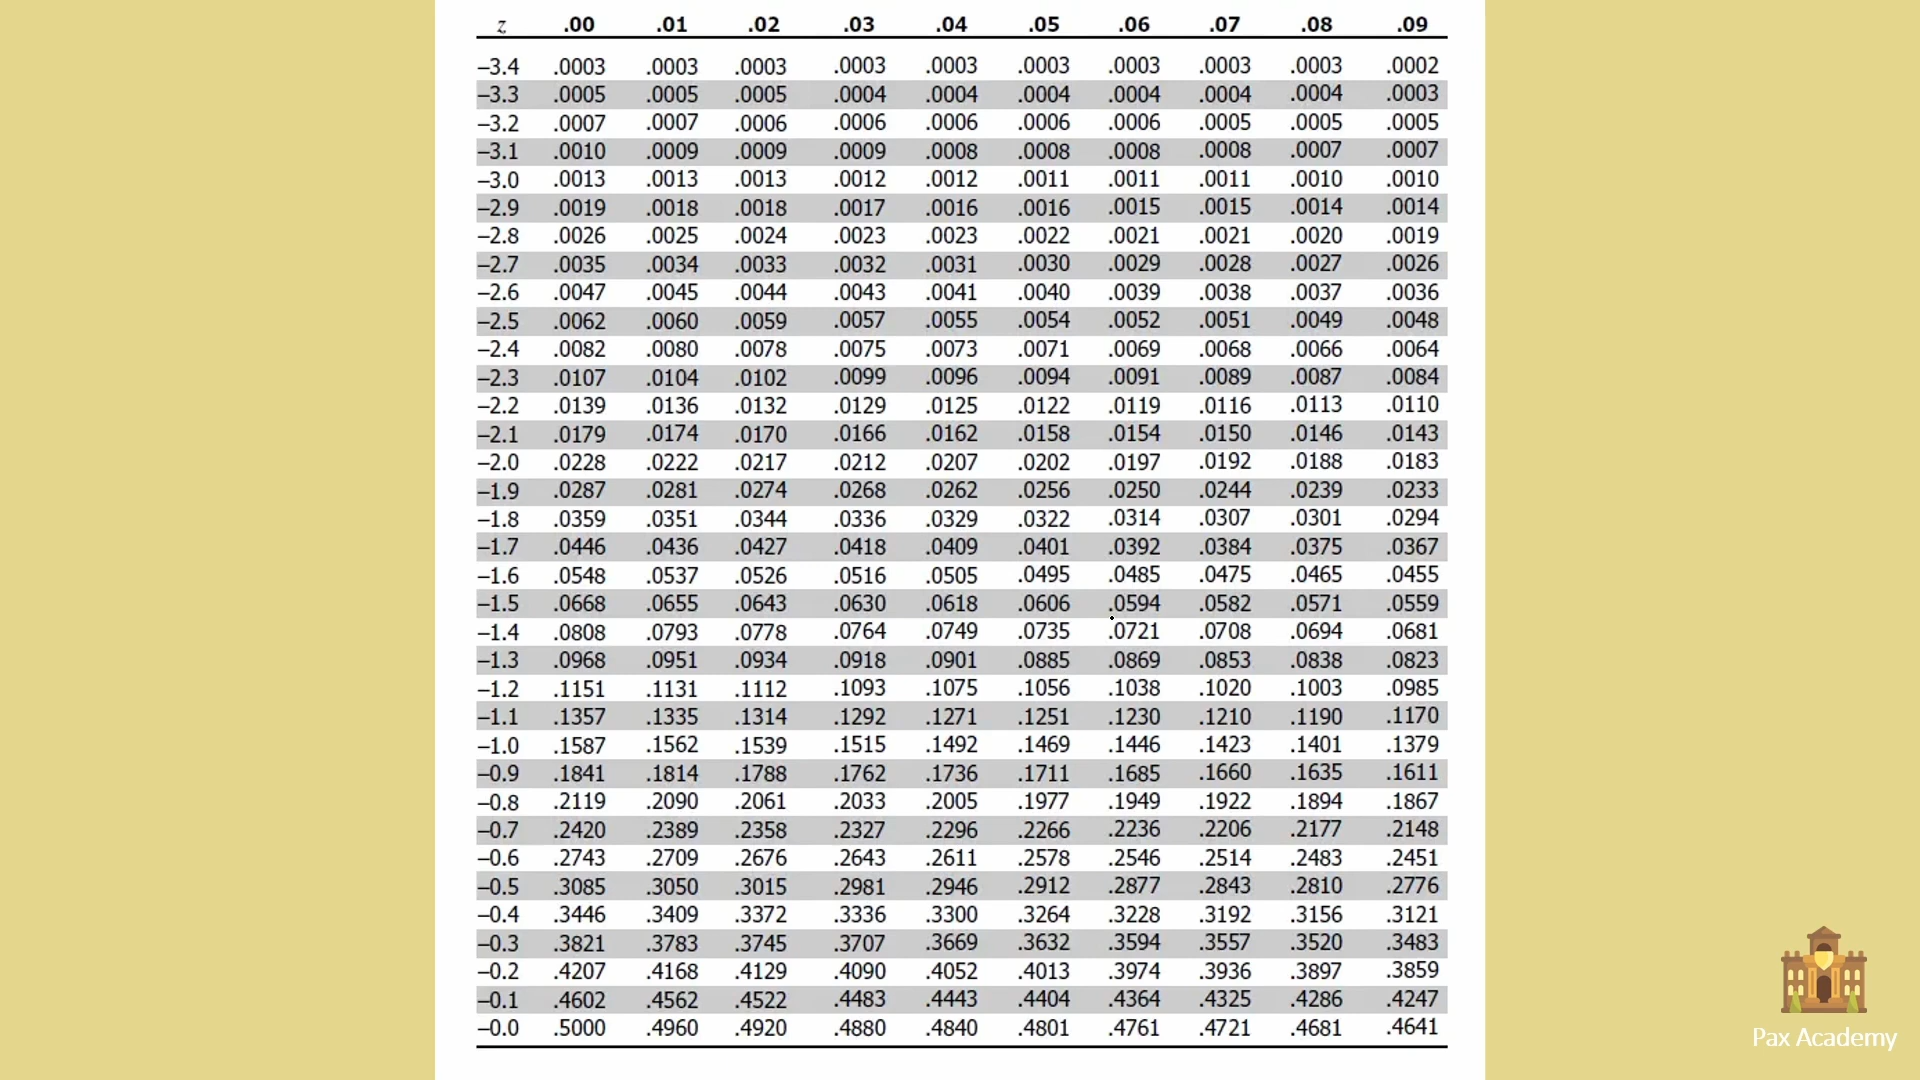 z .00 .01 .02 .03 .04 .05 .06 .07 .08 .09
–3.4 .0003 .0003 .0003 .0003 .0003 .0003 .0003 .0003 .0003 .0002
–3.3 .0005 .0005 .0005 .0004 .0004 .0004 .0004 .0004 .0004 .0003
–3.2 .0007 .0007 .0006 .0006 .0006 .0006 .0006 .0005 .0005 .0005
–3.1 .0010 .0009 .0009 .0009 .0008 .0008 .0008 .0008 .0007 .0007
–3.0 .0013 .0013 .0013 .0012 .0012 .0011 .0011 .0011 .0010 .0010
–2.9 .0019 .0018 .0018 .0017 .0016 .0016 .0015 .0015 .0014 .0014
–2.8 .0026 .0025 .0024 .0023 .0023 .0022 .0021 .0021 .0020 .0019
–2.7 .0035 .0034 .0033 .0032 .0031 .0030 .0029 .0028 .0027 .0026
–2.6 .0047 .0045 .0044 .0043 .0041 .0040 .0039 .0038 .0037 .0036
–2.5 .0062 .0060 .0059 .0057 .0055 .0054 .0052 .0051 .0049 .0048
–2.4 .0082 .0080 .0078 .0075 .0073 .0071 .0069 .0068 .0066 .0064
–2.3 .0107 .0104 .0102 .0099 .0096 .0094 .0091 .0089 .0087 .0084
–2.2 .0139 .0136 .0132 .0129 .0125 .0122 .0119 .0116 .0113 .0110
–2.1 .0179 .0174 .0170 .0166 .0162 .0158 .0154 .0150 .0146 .0143
–2.0 .0228 .0222 .0217 .0212 .0207 .0202 .0197 .0192 .0188 .0183
–1.9 .0287 .0281 .0274 .0268 .0262 .0256 .0250 .0244 .0239 .0233
–1.8 .0359 .0351 .0344 .0336 .0329 .0322 .0314 .0307 .0301 .0294
–1.7 .0446 .0436 .0427 .0418 .0409 .0401 .0392 .0384 .0375 .0367
–1.6 .0548 .0537 .0526 .0516 .0505 .0495 .0485 .0475 .0465 .0455
–1.5 .0668 .0655 .0643 .0630 .0618 .0606 .0594 .0582 .0571 .0559
–1.4 .0808 .0793 .0778 .0764 .0749 .0735 .0721 .0708 .0694 .0681
–1.3 .0968 .0951 .0934 .0918 .0901 .0885 .0869 .0853 .0838 .0823
–1.2 .1151 .1131 .1112 .1093 .1075 .1056 .1038 .1020 .1003 .0985
–1.1 .1357 .1335 .1314 .1292 .1271 .1251 .1230 .1210 .1190 .1170
–1.0 .1587 .1562 .1539 .1515 .1492 .1469 .1446 .1423 .1401 .1379
–0.9 .1841 .1814 .1788 .1762 .1736 .1711 .1685 .1660 .1635 .1611
–0.8 .2119 .2090 .2061 .2033 .2005 .1977 .1949 .1922 .1894 .1867
–0.7 .2420 .2389 .2358 .2327 .2296 .2266 .2236 .2206 .2177 .2148
–0.6 .2743 .2709 .2676 .2643 .2611 .2578 .2546 .2514 .2483 .2451
–0.5 .3085 .3050 .3015 .2981 .2946 .2912 .2877 .2843 .2810 .2776
–0.4 .3446 .3409 .3372 .3336 .3300 .3264 .3228 .3192 .3156 .3121
–0.3 .3821 .3783 .3745 .3707 .3669 .3632 .3594 .3557 .3520 .3483
–0.2 .4207 .4168 .4129 .4090 .4052 .4013 .3974 .3936 .3897 .3859
–0.1 .4602 .4562 .4522 .4483 .4443 .4404 .4364 .4325 .4286 .4247
–0.0 .5000 .4960 .4920 .4880 .4840 .4801 .4761 .4721 .4681 .4641
Pax Academy